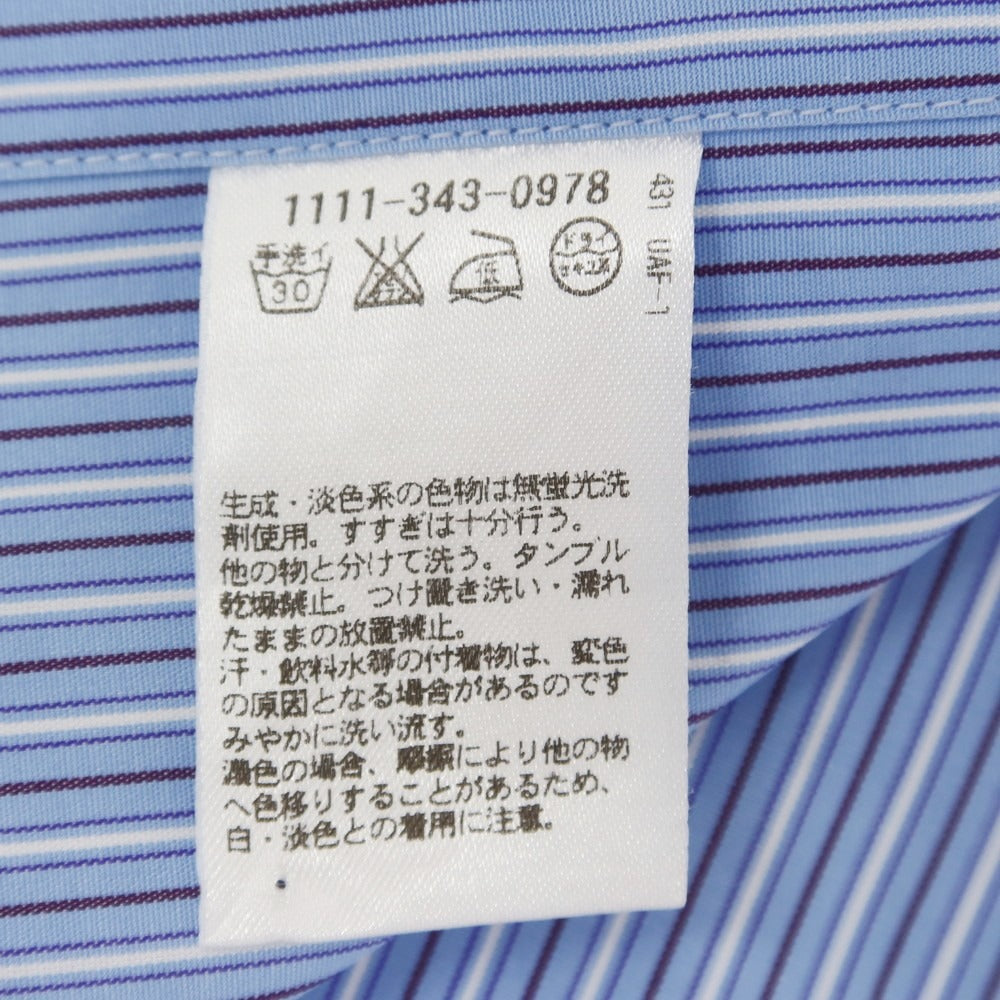 1111-343-0978
431 UAF-1
手洗イ
30
低
ドライ
セキユ系
生成・淡色系の色物は無蛍光洗
剤使用。すすぎは十分行う。
他の物と分けて洗う。タンブル
乾燥禁止。つけ置き洗い・濡れ
たままの放置禁止。
汗・飲料水等の付着物は、変色
の原因となる場合があるのです
みやかに洗い流す。
濃色の場合、摩擦により他の物
へ色移りすることがあるため、
白・淡色との着用に注意。